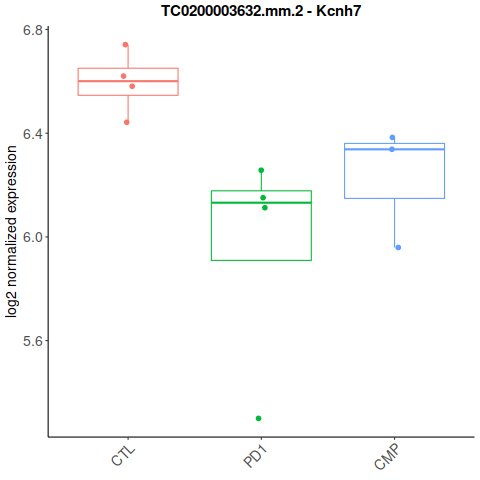 TC0200003632.mm.2 - Kcnh7
log2 normalized expression
6.8
6.4
6.0
5.6
CTL
PD1
CMP